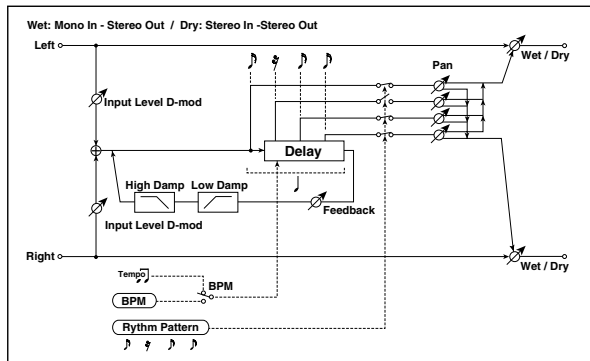 Wet: Mono In - Stereo Out / Dry: Stereo In -Stereo Out
Left
Wet / Dry
Pan
Input Level D-mod
Delay
High Damp Low Damp
Feedback
Input Level D-mod
Right
Wet / Dry
Tempo
BPM
BPM
Rythm Pattern